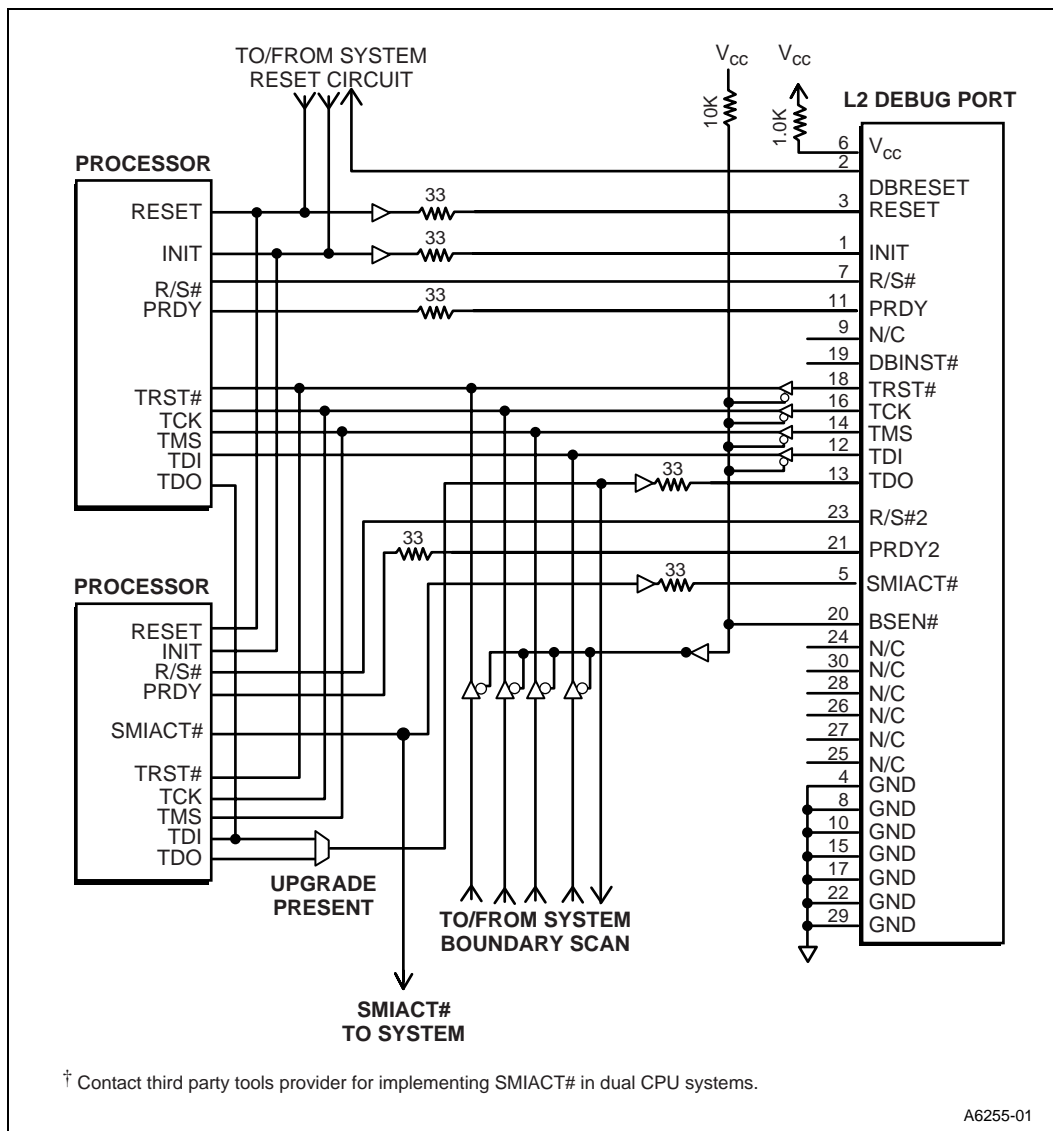 TO/FROM SYSTEM
RESET CIRCUIT
VCC
VCC
10K
1.0K
L2 DEBUG PORT
PROCESSOR
RESET
INIT
R/S#
PRDY
TRST#
TCK
TMS
TDI
TDO
33
33
33
33
33
33
PROCESSOR
RESET
INIT
R/S#
PRDY
SMIACT#
TRST#
TCK
TMS
TDI
TDO
UPGRADE
PRESENT
6 VCC
2 DBRESET
3 RESET
1 INIT
7 R/S#
11 PRDY
9 N/C
19 DBINST#
18 TRST#
16 TCK
14 TMS
12 TDI
13 TDO
23 R/S#2
21 PRDY2
5 SMIACT#
20 BSEN#
24 N/C
30 N/C
28 N/C
26 N/C
27 N/C
25 N/C
4 GND
8 GND
10 GND
15 GND
17 GND
22 GND
29 GND
TO/FROM SYSTEM
BOUNDARY SCAN
SMIACT#
TO SYSTEM
† Contact third party tools provider for implementing SMIACT# in dual CPU systems.
A6255-01